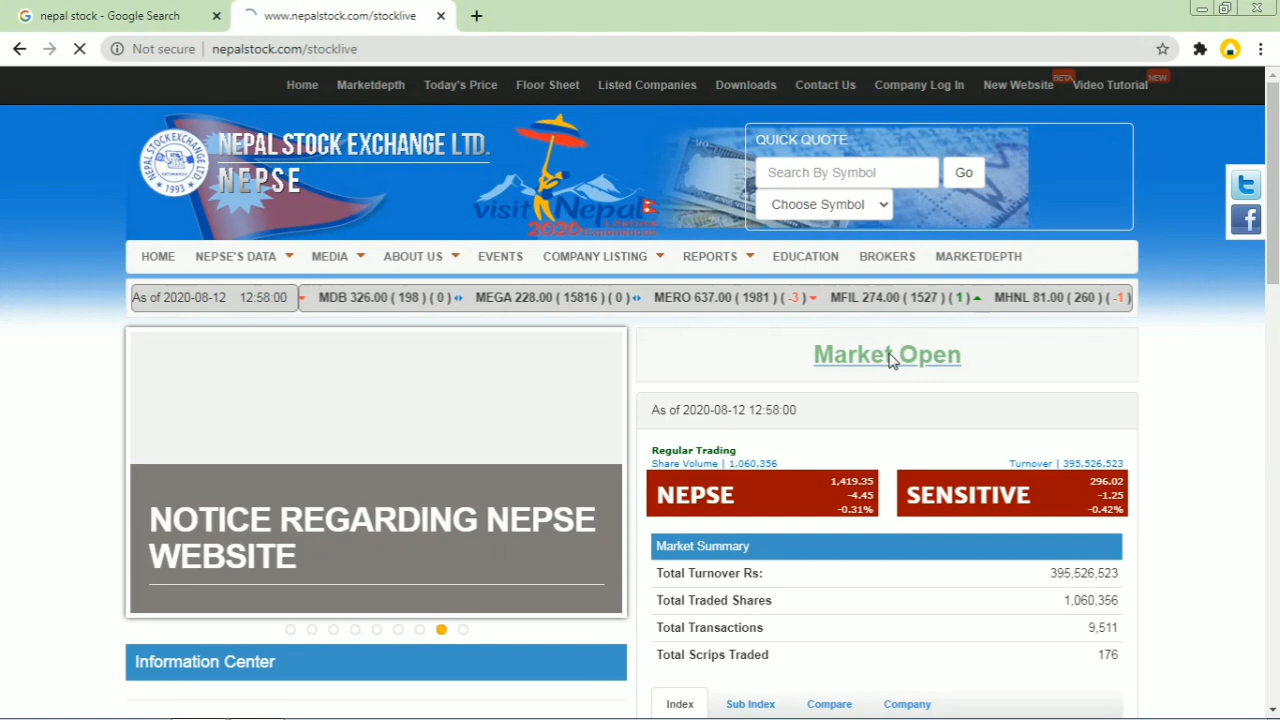 nepal stock - Google Search
www.nepalstock.com/stocklive
Not secure
nepalstock.com/stocklive
Home Marketdepth Today's Price Floor Sheet Listed Companies Downloads Contact Us Company Log In New Website BETA Video Tutorial NEW
NEPAL STOCK EXCHANGE LTD.
NEPSE
1993
visit Nepal
2020
QUICK QUOTE
Search By Symbol Go
Choose Symbol
HOME NEPSE'S DATA MEDIA ABOUT US EVENTS COMPANY LISTING REPORTS EDUCATION BROKERS MARKETDEPTH
As of 2020-08-12 12:58:00 MDB 326.00 ( 198 ) ( 0 ) MEGA 228.00 ( 15816 ) ( 0 ) MERO 637.00 ( 1981 ) ( -3 ) MFIL 274.00 ( 1527 ) ( 1 ) MHNL 81.00 ( 260 ) ( -1 )
Market Open
As of 2020-08-12 12:58:00
Regular Trading
Share Volume | 1,060,356 Turnover | 395,526,523
NEPSE
1,419.35
-4.45
-0.31%
SENSITIVE
296.02
-1.25
-0.42%
NOTICE REGARDING NEPSE
WEBSITE
Market Summary
Total Turnover Rs: 395,526,523
Total Traded Shares 1,060,356
Total Transactions 9,511
Total Scrips Traded 176
Information Center
Index Sub Index Compare Company